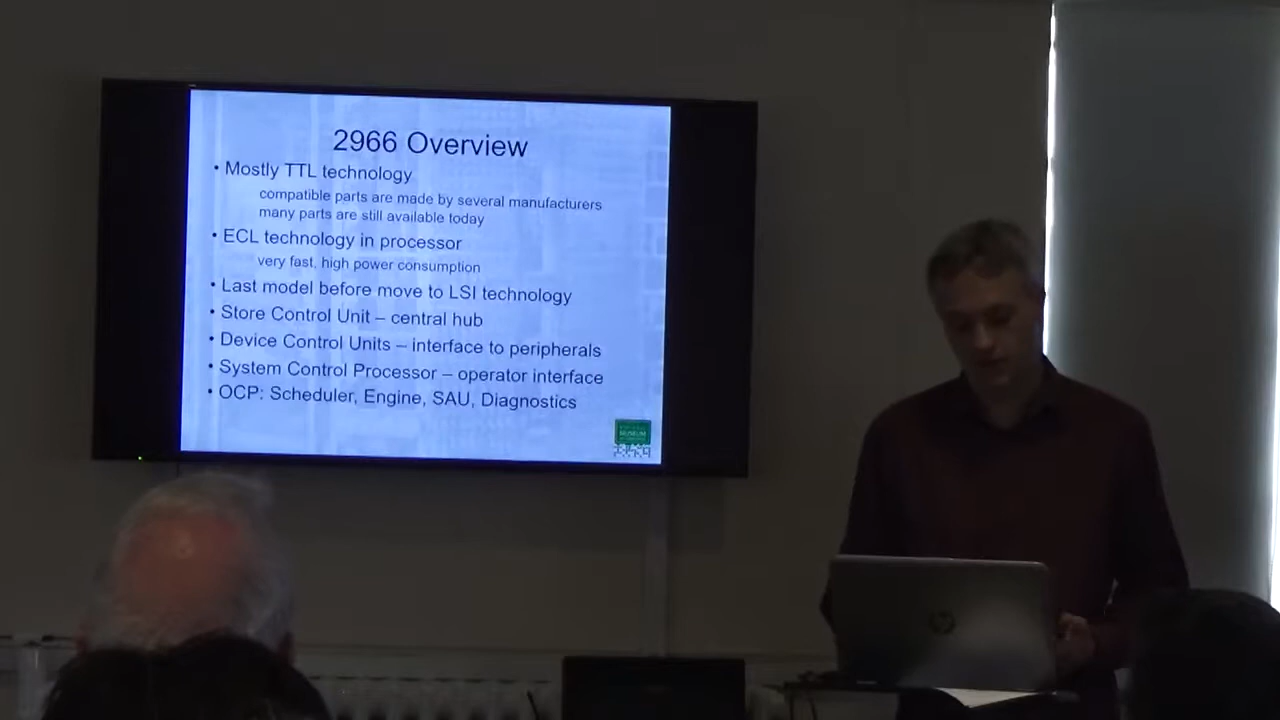 2966 Overview
• Mostly TTL technology
compatible parts are made by several manufacturers
many parts are still available today
• ECL technology in processor
very fast, high power consumption
• Last model before move to LSI technology
• Store Control Unit – central hub
• Device Control Units – interface to peripherals
• System Control Processor – operator interface
• OCP: Scheduler, Engine, SAU, Diagnostics
MUSEUM
hp